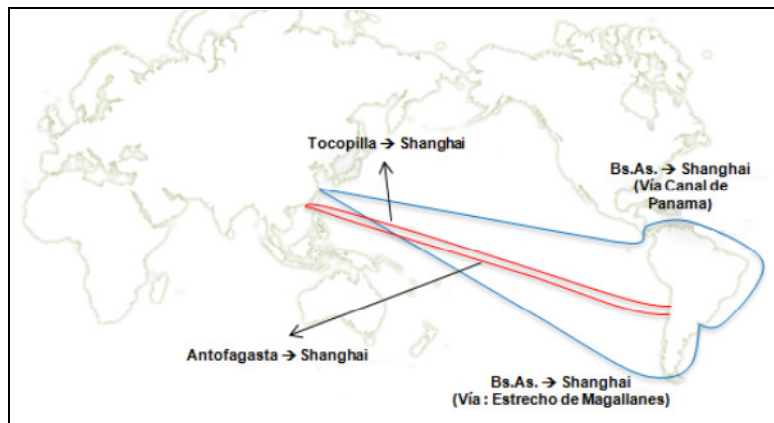 Tocopilla → Shanghai
Bs.As. → Shanghai
(Vía Canal de
Panama)
Antofagasta → Shanghai
Bs.As. → Shanghai
(Vía : Estrecho de Magallanes)